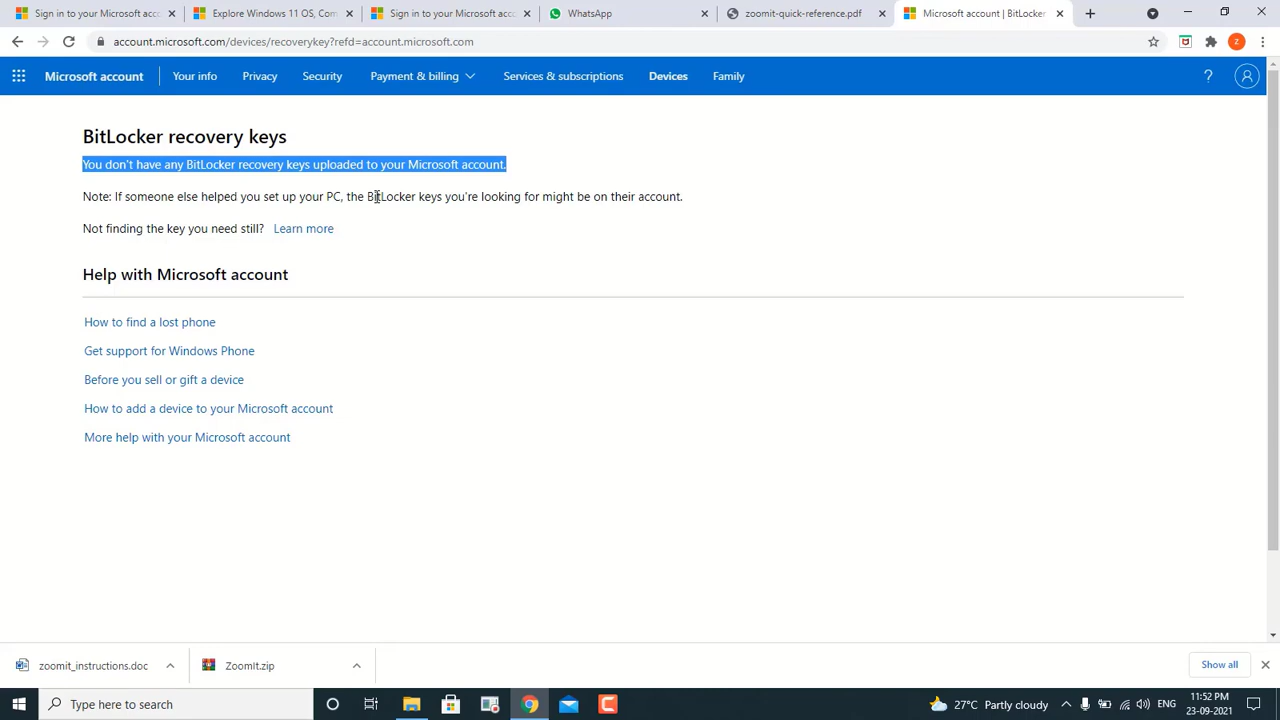 Sign in to your Microsoft acco
Explore Windows 11 OS, Com
Sign in to your Microsoft acco
WhatsApp
zoomit-quick-reference.pdf
Microsoft account | BitLocker
account.microsoft.com/devices/recoverykey?refd=account.microsoft.com
Z
Microsoft account
Your info
Privacy
Security
Payment & billing
Services & subscriptions
Devices
Family
?
BitLocker recovery keys
You don't have any BitLocker recovery keys uploaded to your Microsoft account.
Note: If someone else helped you set up your PC, the BitLocker keys you're looking for might be on their account.
Not finding the key you need still? Learn more
Help with Microsoft account
How to find a lost phone
Get support for Windows Phone
Before you sell or gift a device
How to add a device to your Microsoft account
More help with your Microsoft account
zoomit_instructions.doc
ZoomIt.zip
Show all
Type here to search
27°C Partly cloudy
ENG
11:52 PM
23-09-2021